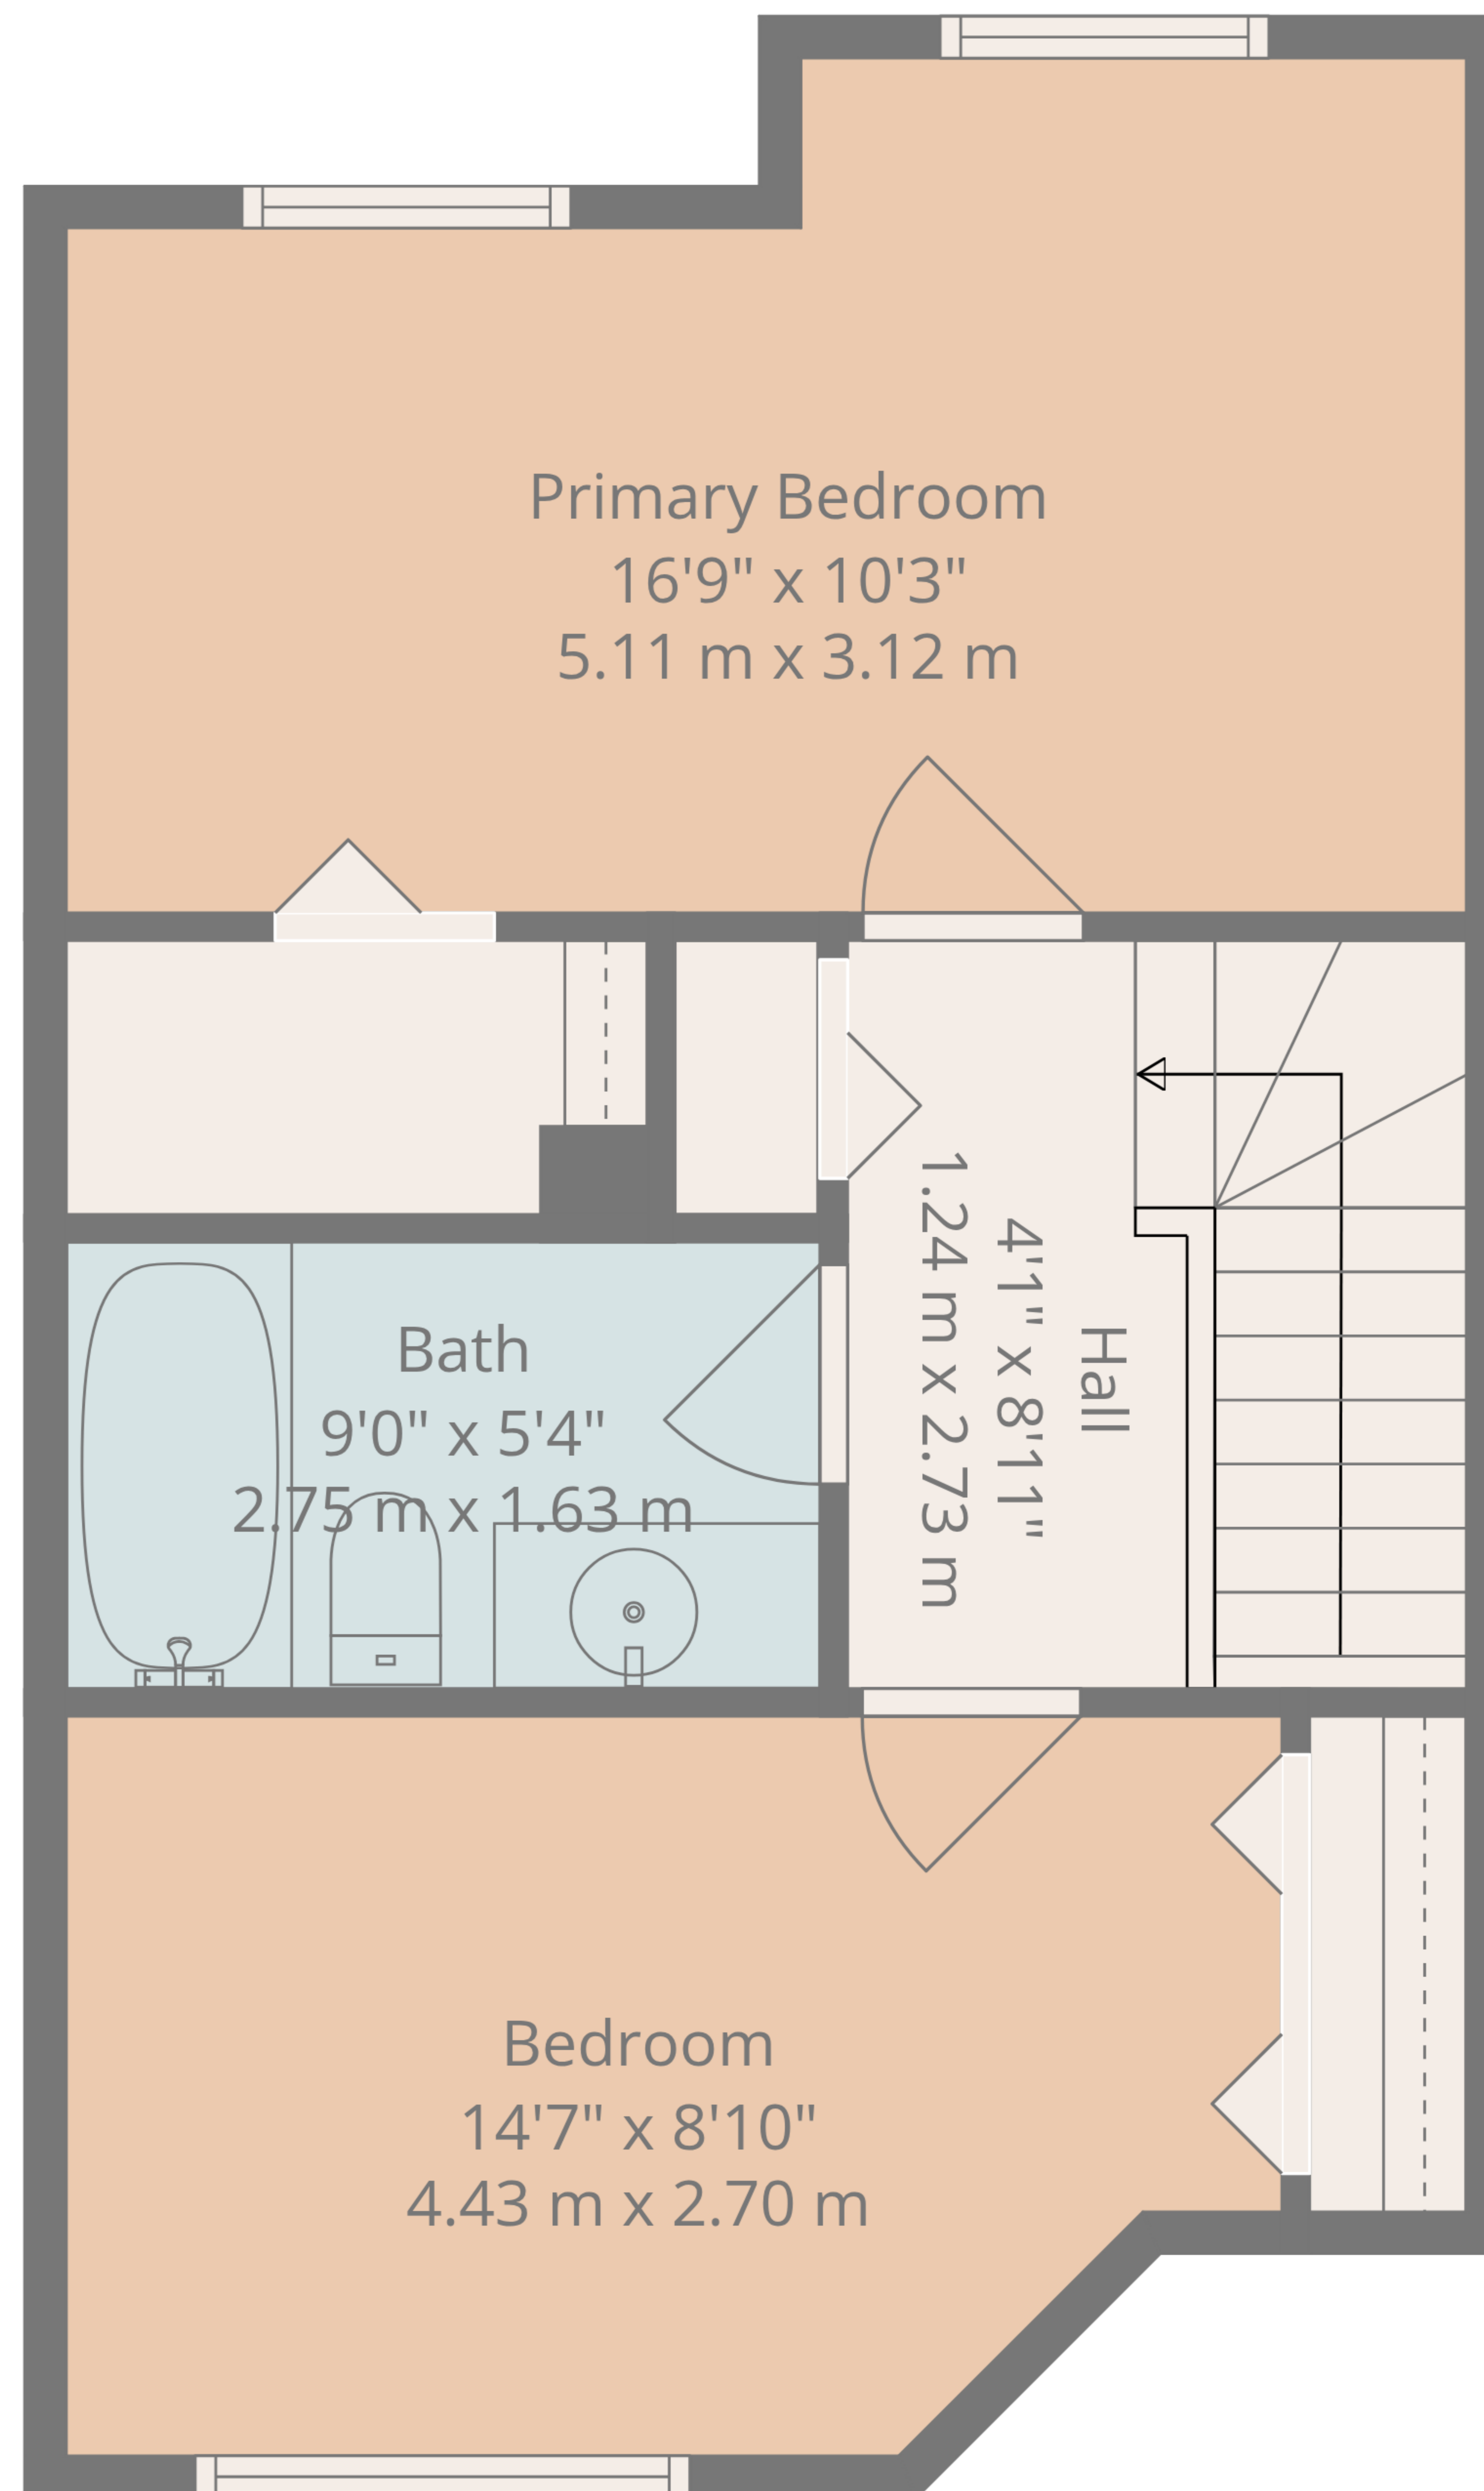 Primary Bedroom
16'9" x 10'3"
5.11 m x 3.12 m
Hall
4'1" x 8'11"
1.24 m x 2.73 m
Bath
9'0" x 5'4"
2.75 m x 1.63 m
Bedroom
14'7" x 8'10"
4.43 m x 2.70 m